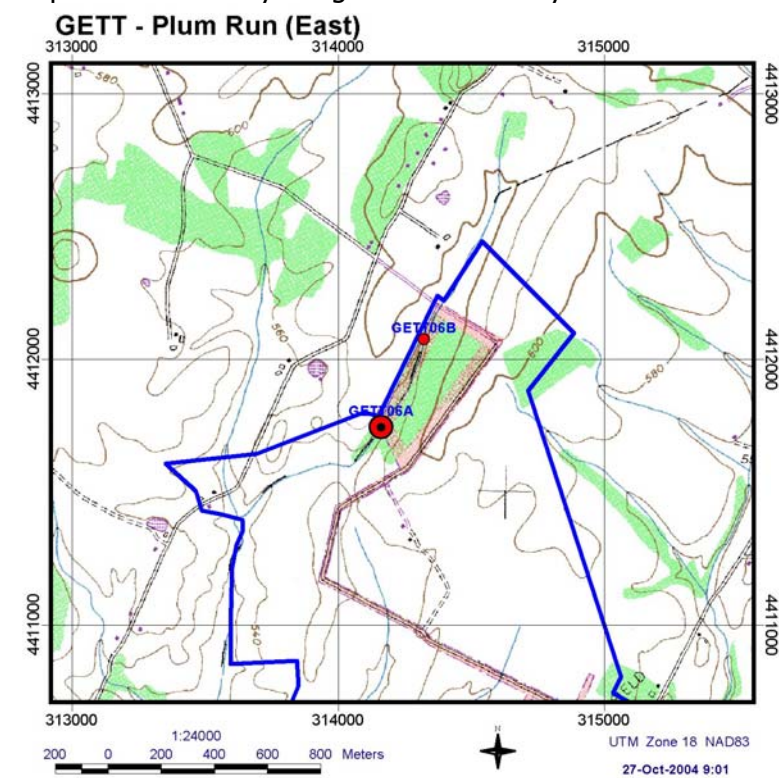 GETT - Plum Run (East)
313000 314000 315000
4413000 4413000
580
600
GETT06B
560
4412000 4412000
600
580
GETT06A
4411000 4411000
540
ELD
313000 314000 315000
1:24000
200 0 200 400 600 800 Meters
N
UTM Zone 18 NAD83
27-Oct-2004 9:01